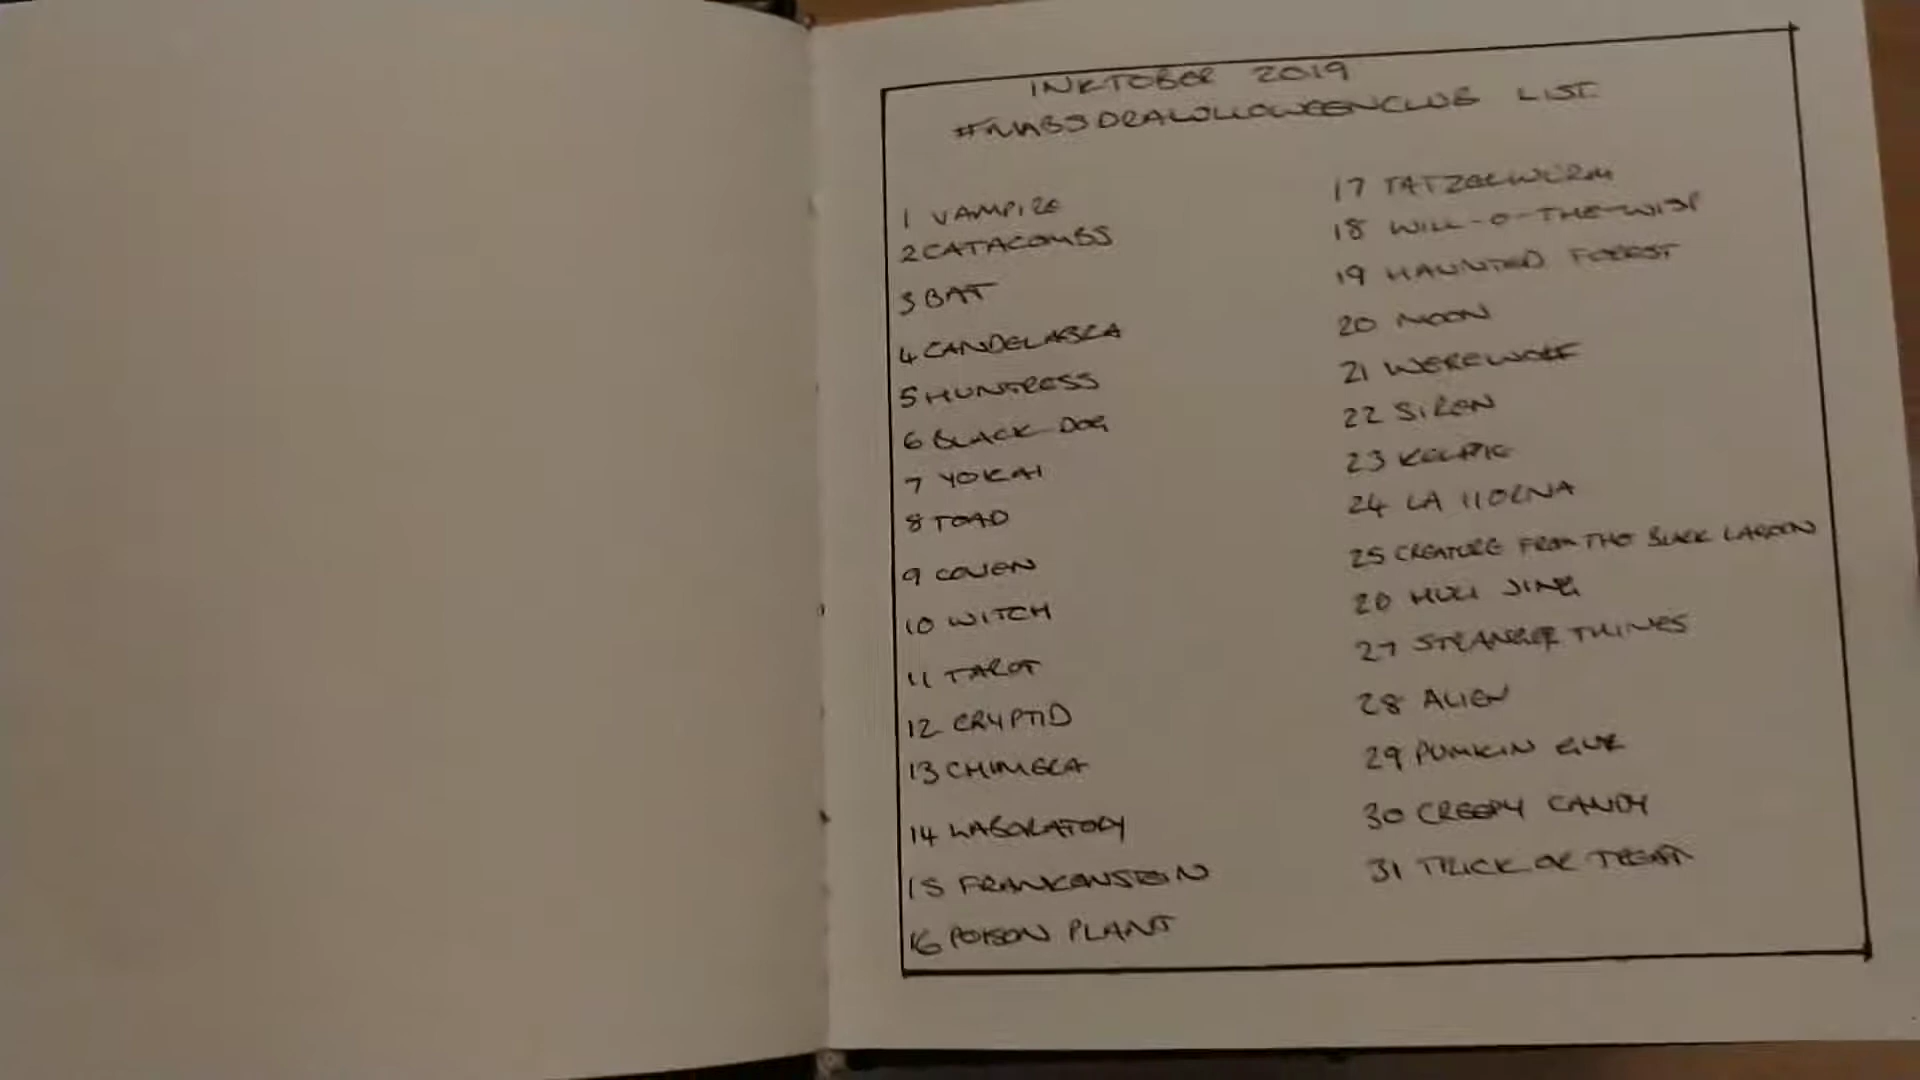 INKTOBER 2019
#MABSDRAWLLOWEENCLUB LIST
1 VAMPIRE
2 CATACOMBS
3 BAT
4 CANDELABRA
5 HUNTRESS
6 BLACK DOG
7 YOKAI
8 TOAD
9 COVEN
10 WITCH
11 TAROT
12 CRYPTID
13 CHIMERA
14 LABORATORY
15 FRANKENSTEIN
16 POISON PLANT
17 TATZELWURM
18 WILL-O-THE-WISP
19 HAUNTED FOREST
20 MOON
21 WEREWOLF
22 SIREN
23 KELPIE
24 LA
25 CREATURE FROM THE BLACK LAGOON
26 HULI JING
27 STRANGER THINGS
28 ALIEN
29 PUMKIN
30 CREEPY CANDY
31 TRICK OR TREAT